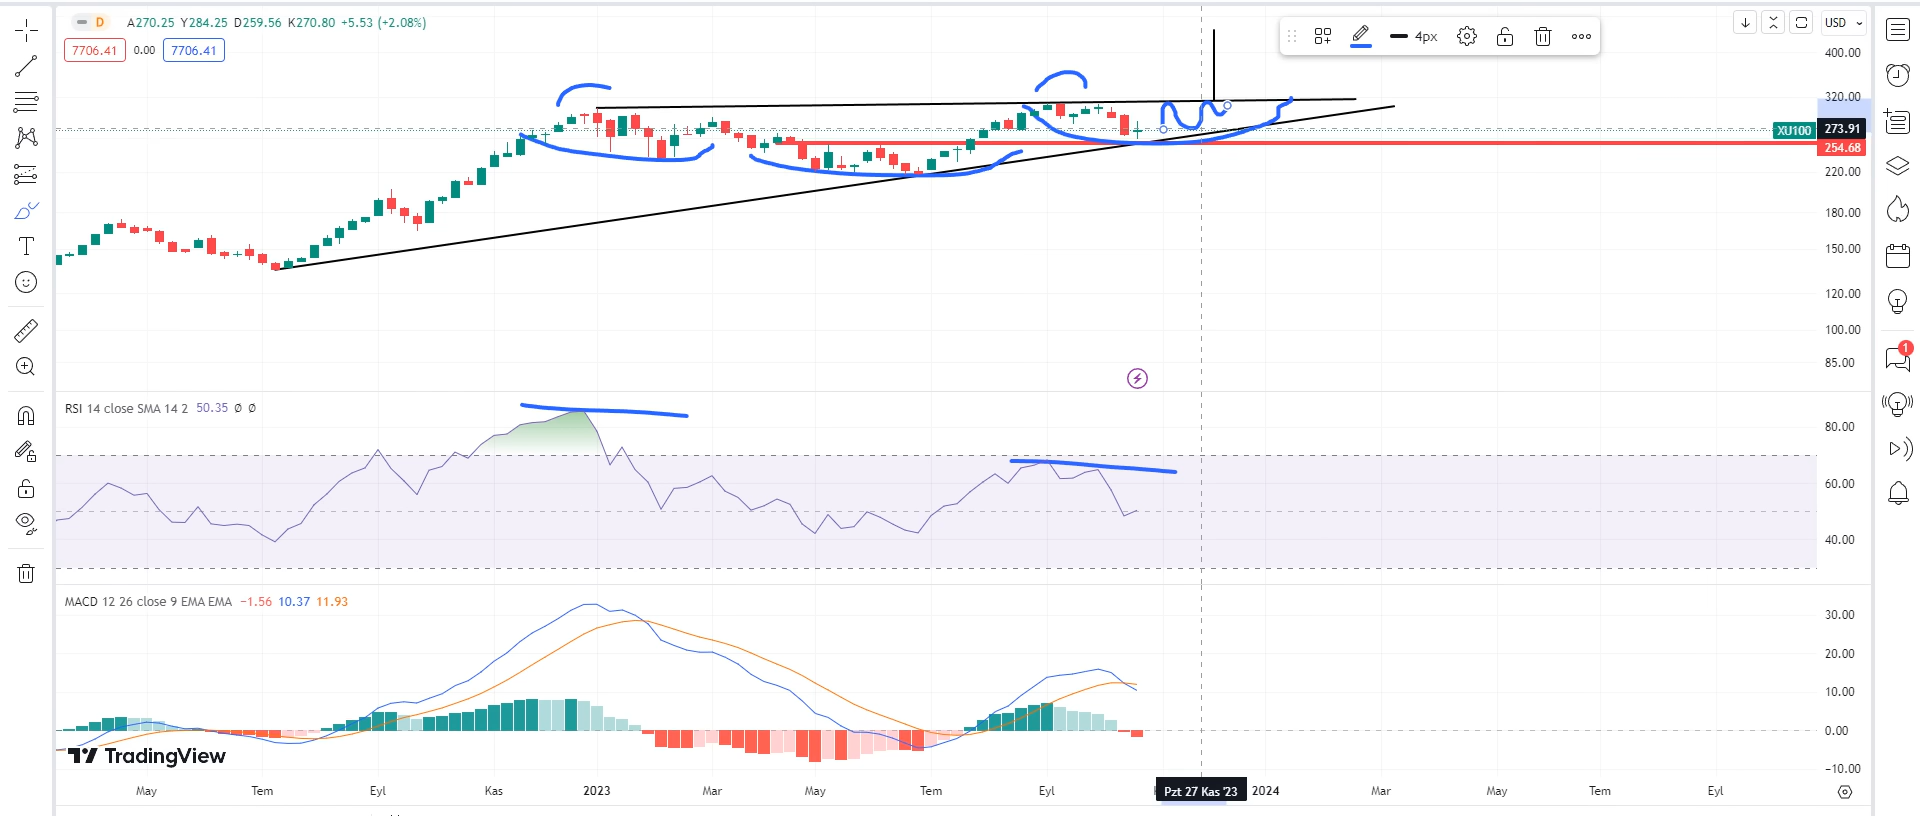 D A270.25 Y284.25 D259.56 K270.80 +5.53 (+2.08%)
7706.41 0.00 7706.41
4px
USD
400.00
320.00
XU100 273.91
254.68
220.00
180.00
150.00
120.00
100.00
85.00
1
RSI 14 close SMA 14 2 50.35 Ø Ø
80.00
60.00
40.00
MACD 12 26 close 9 EMA EMA −1.56 10.37 11.93
30.00
20.00
10.00
0.00
−10.00
TradingView
May Tem Eyl Kas 2023 Mar May Tem Eyl Pzt 27 Kas '23 2024 Mar May Tem Eyl